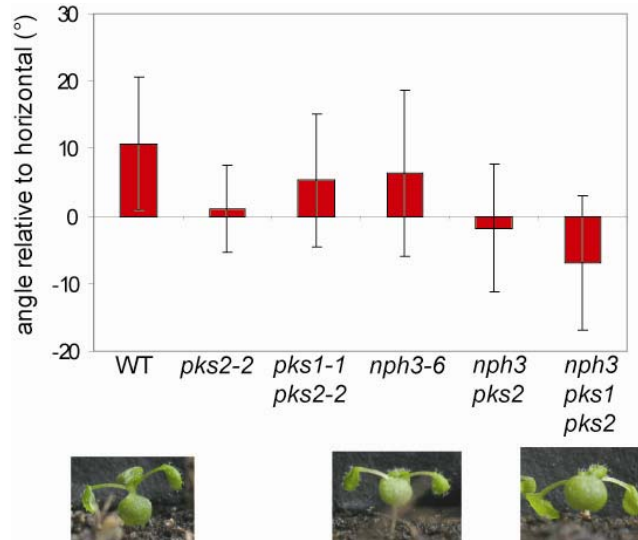 angle relative to horizontal (°)
30
20
10
0
-10
-20
WT
pks2-2
pks1-1
pks2-2
nph3-6
nph3
pks2
nph3
pks1
pks2